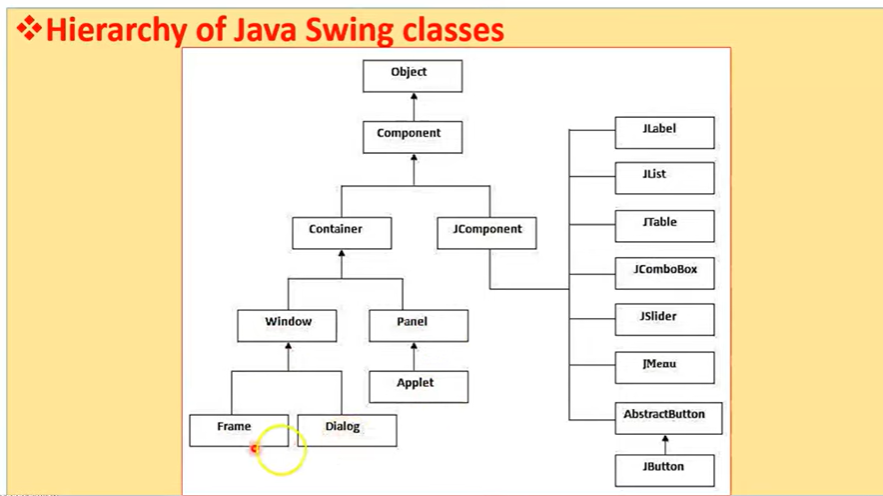 ❖Hierarchy of Java Swing classes
Object
Component
Container
JComponent
Window
Panel
Applet
Frame
Dialog
JLabel
JList
JTable
JComboBox
JSlider
JMenu
AbstractButton
JButton